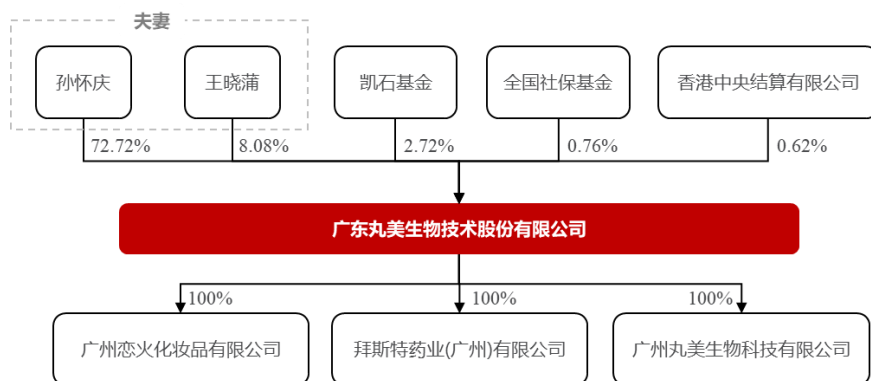 夫妻
孙怀庆
王晓蒲
凯石基金
全国社保基金
香港中央结算有限公司
72.72%
8.08%
2.72%
0.76%
0.62%
广东丸美生物技术股份有限公司
100%
100%
100%
广州恋火化妆品有限公司
拜斯特药业(广州)有限公司
广州丸美生物科技有限公司